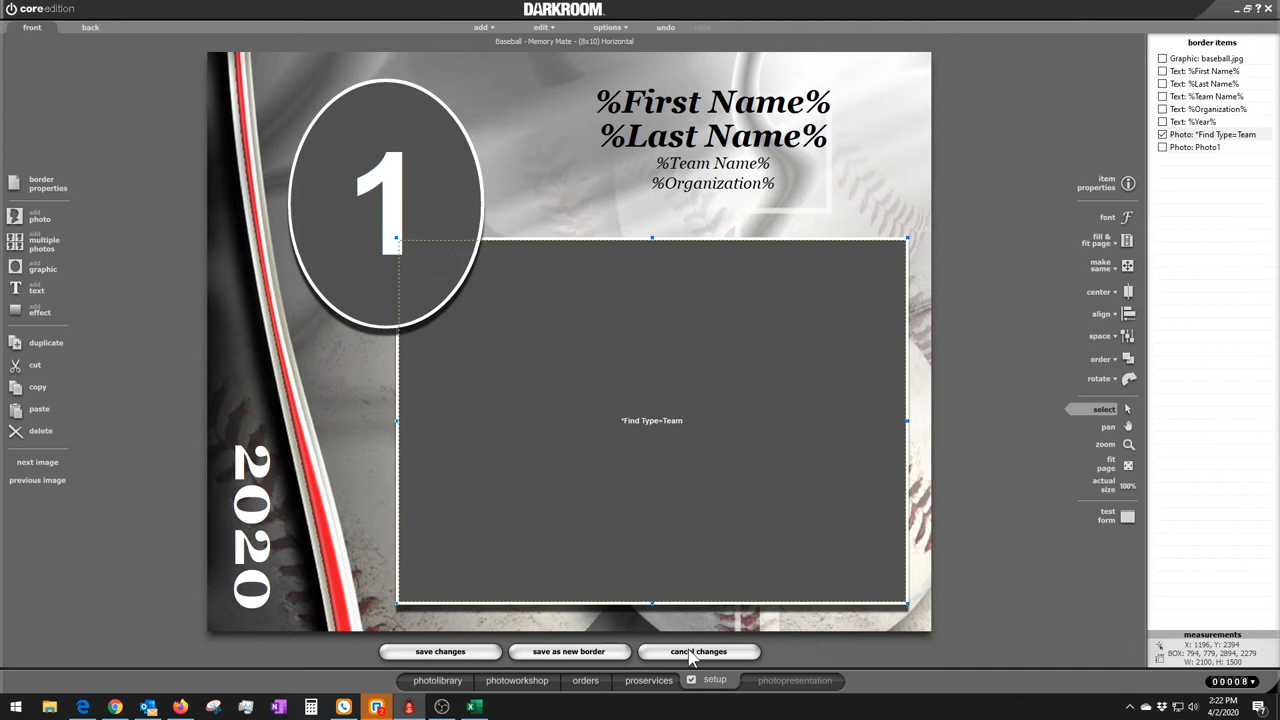 core edition
DARKROOM
front
back
add
edit
options
undo
redo
Baseball - Memory Mate - (8x10) Horizontal
border items
Graphic: baseball.jpg
Text: %First Name%
Text: %Last Name%
Text: %Team Name%
Text: %Organization%
Text: %Year%
Photo: *Find Type=Team
Photo: Photo1
border
properties
add
photo
add
multiple
photos
add
graphic
add
text
add
effect
duplicate
cut
copy
paste
delete
next image
previous image
%First Name%
%Last Name%
%Team Name%
%Organization%
1
*Find Type=Team
2020
item
properties
font
fill &
fit page
make
same
center
align
space
order
rotate
select
pan
zoom
fit
page
actual
size
100%
test
form
measurements
X: 1196, Y: 2394
BOX: 794, 779, 2894, 2279
W: 2100, H: 1500
save changes
save as new border
cancel changes
photolibrary
photoworkshop
orders
proservices
setup
photopresentation
00008
2:22 PM
4/2/2020